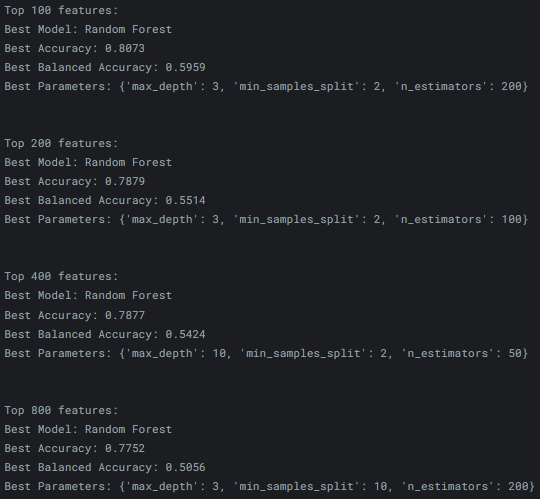 Top 100 features:
Best Model: Random Forest
Best Accuracy: 0.8073
Best Balanced Accuracy: 0.5959
Best Parameters: {'max_depth': 3, 'min_samples_split': 2, 'n_estimators': 200}
Top 200 features:
Best Model: Random Forest
Best Accuracy: 0.7879
Best Balanced Accuracy: 0.5514
Best Parameters: {'max_depth': 3, 'min_samples_split': 2, 'n_estimators': 100}
Top 400 features:
Best Model: Random Forest
Best Accuracy: 0.7877
Best Balanced Accuracy: 0.5424
Best Parameters: {'max_depth': 10, 'min_samples_split': 2, 'n_estimators': 50}
Top 800 features:
Best Model: Random Forest
Best Accuracy: 0.7752
Best Balanced Accuracy: 0.5056
Best Parameters: {'max_depth': 3, 'min_samples_split': 10, 'n_estimators': 200}